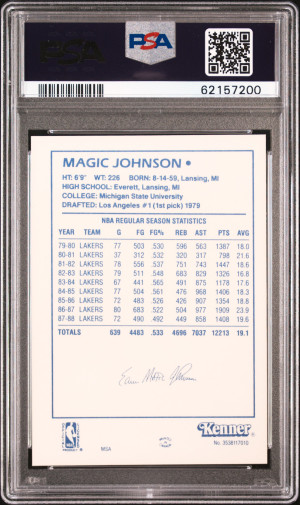 PSA
62157200
MAGIC JOHNSON •
HT: 6'9" WT: 226 BORN: 8-14-59, Lansing, MI
HIGH SCHOOL: Everett, Lansing, MI
COLLEGE: Michigan State University
DRAFTED: Los Angeles #1 (1st pick) 1979
NBA REGULAR SEASON STATISTICS
YEAR TEAM G FG FG% REB AST PTS AVG
79-80 LAKERS 77 503 .530 596 563 1387 18.0
80-81 LAKERS 37 312 .532 320 317 798 21.6
81-82 LAKERS 78 556 .537 751 743 1447 18.6
82-83 LAKERS 79 511 .548 683 829 1326 16.8
83-84 LAKERS 67 441 .565 491 875 1178 17.6
84-85 LAKERS 77 504 .561 476 968 1406 18.3
85-86 LAKERS 72 483 .526 426 907 1354 18.8
86-87 LAKERS 80 683 .522 504 977 1909 23.9
87-88 LAKERS 72 490 .492 449 858 1408 19.6
TOTALS 639 4483 .533 4696 7037 12213 19.1
Kenner
NBA
No. 3538117010